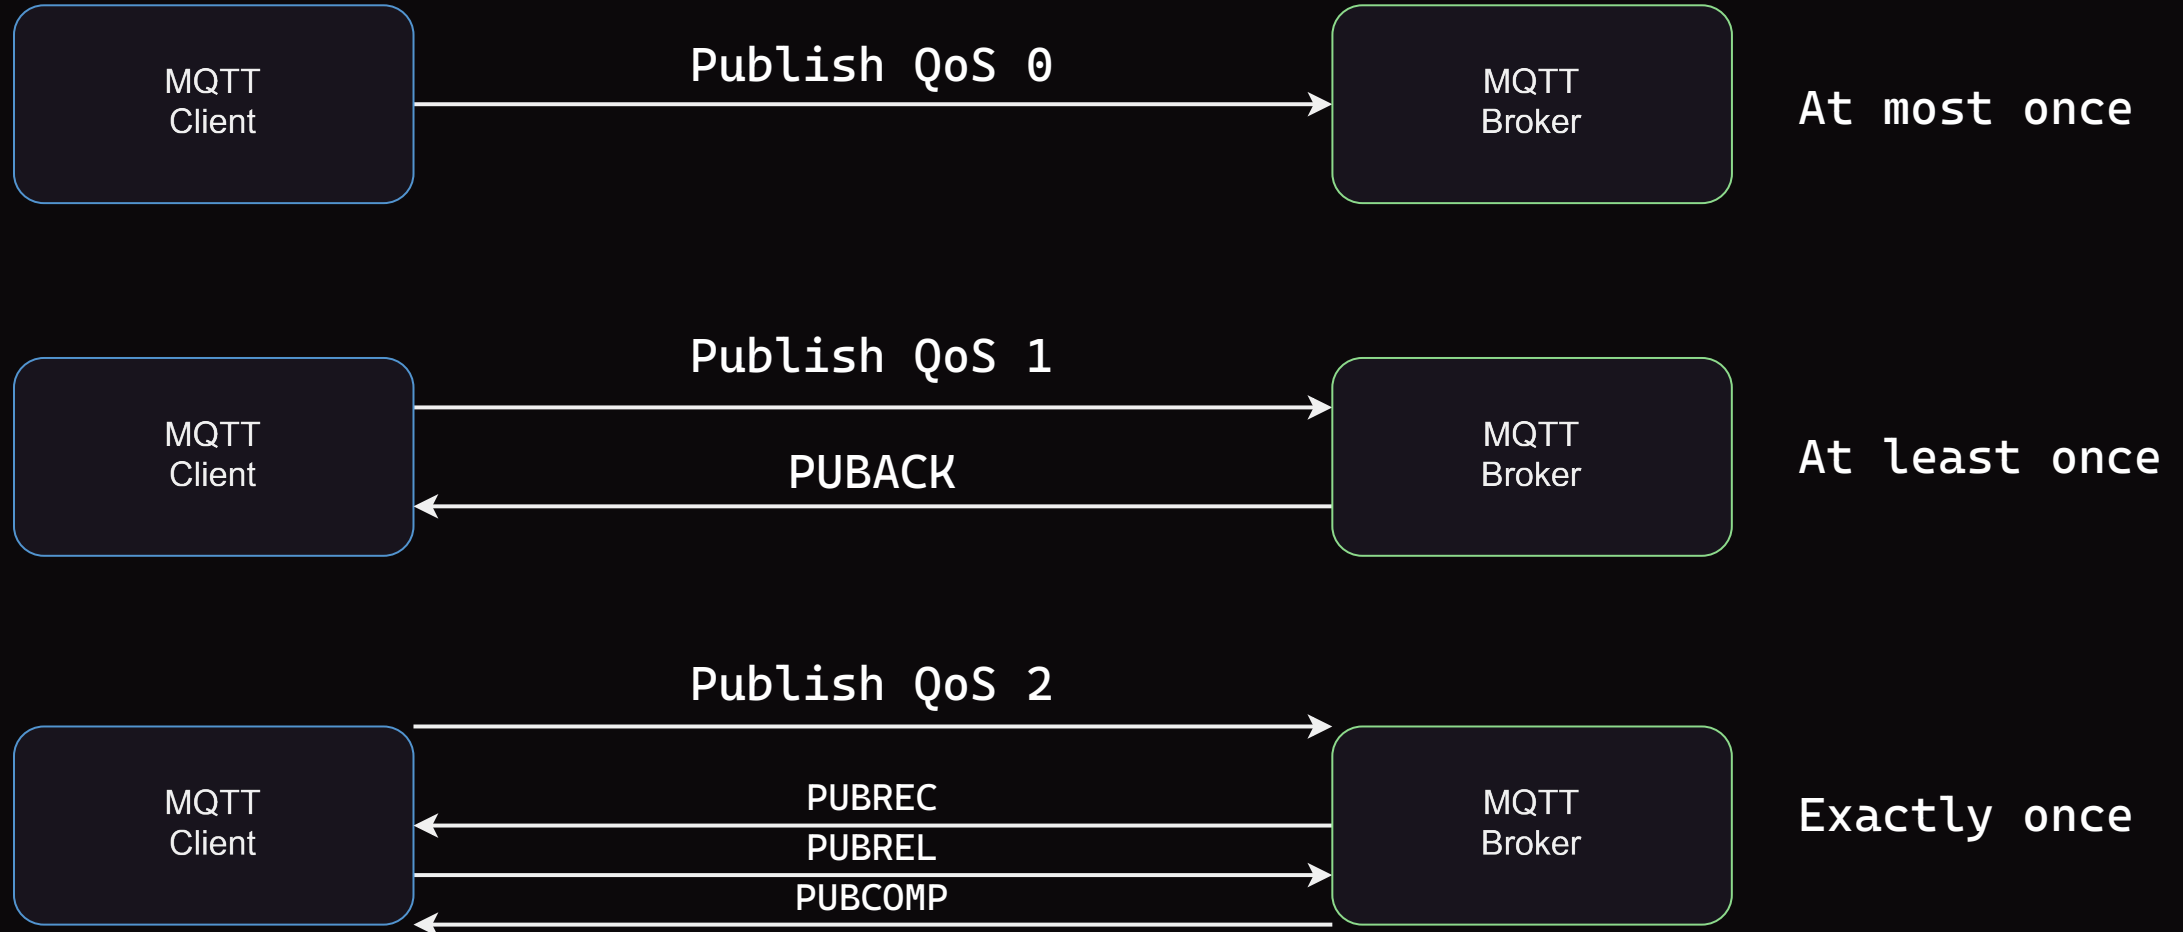 MQTT
Client
Publish QoS 0
MQTT
Broker
At most once
MQTT
Client
Publish QoS 1
PUBACK
MQTT
Broker
At least once
MQTT
Client
Publish QoS 2
PUBREC
PUBREL
PUBCOMP
MQTT
Broker
Exactly once